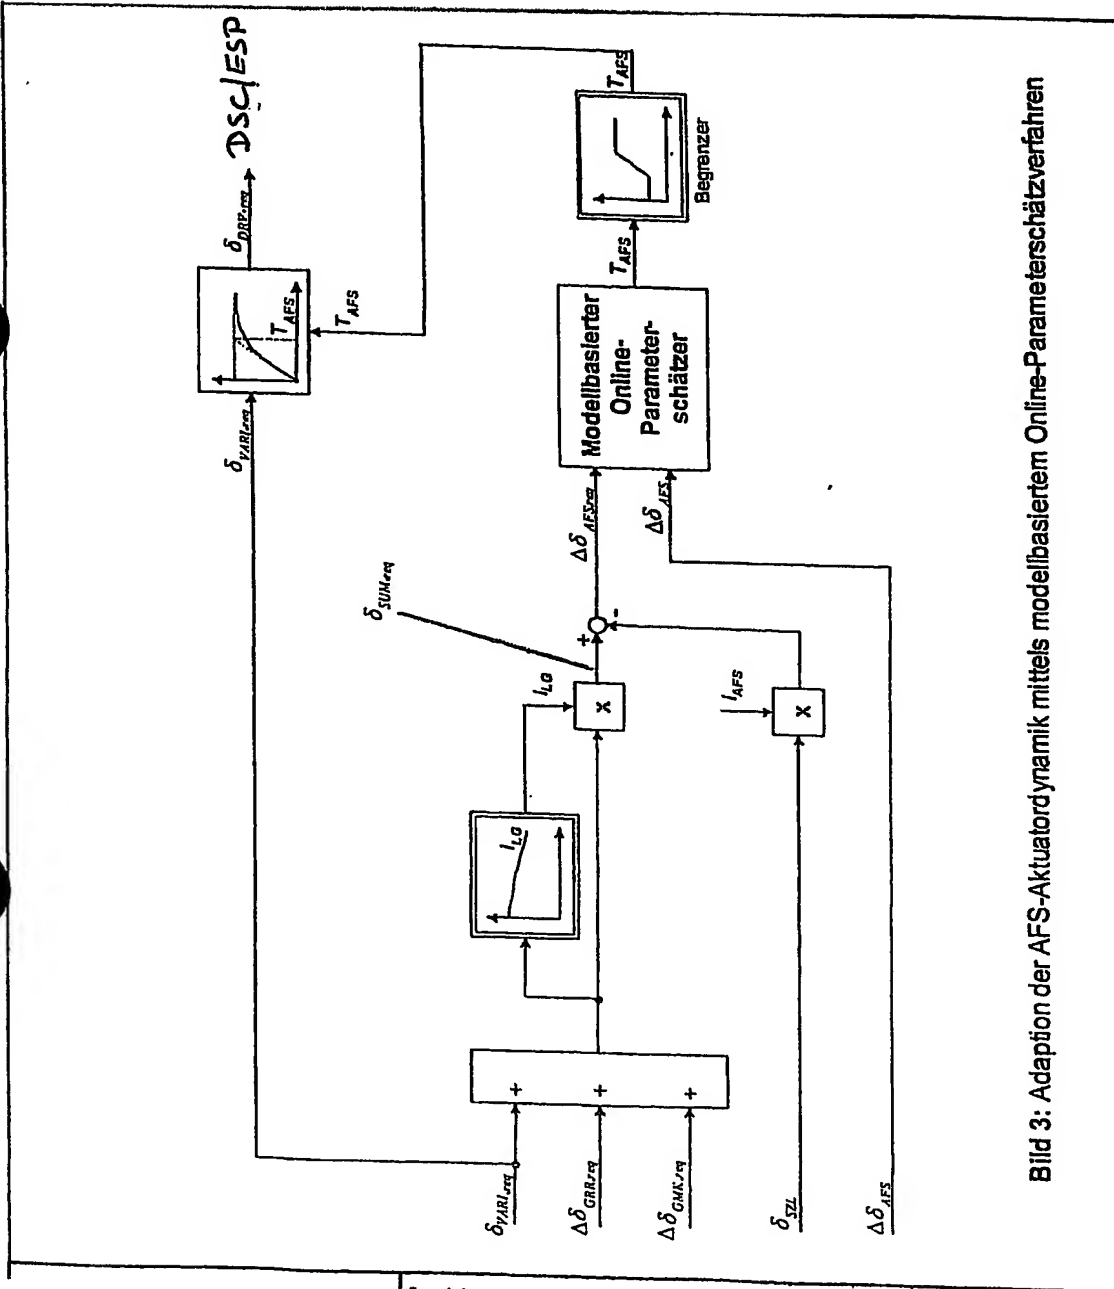 δVARI,req
ΔδGRR,req
ΔδGMK,req
δSZL
ΔδAFS
+
+
+
ILG
ILG
X
δSUM,req
+
-
IAFS
X
ΔδAFS,req
ΔδAFS
Modellbasierter
Online-
Parameter-
schätzer
TAFS
Begrenzer
TAFS
TAFS
TAFS
δVARI,req
δDRV,req
DSC/ESP
Bild 3: Adaption der AFS-Aktuatordynamik mittels modellbasiertem Online-Parameterschätzverfahren